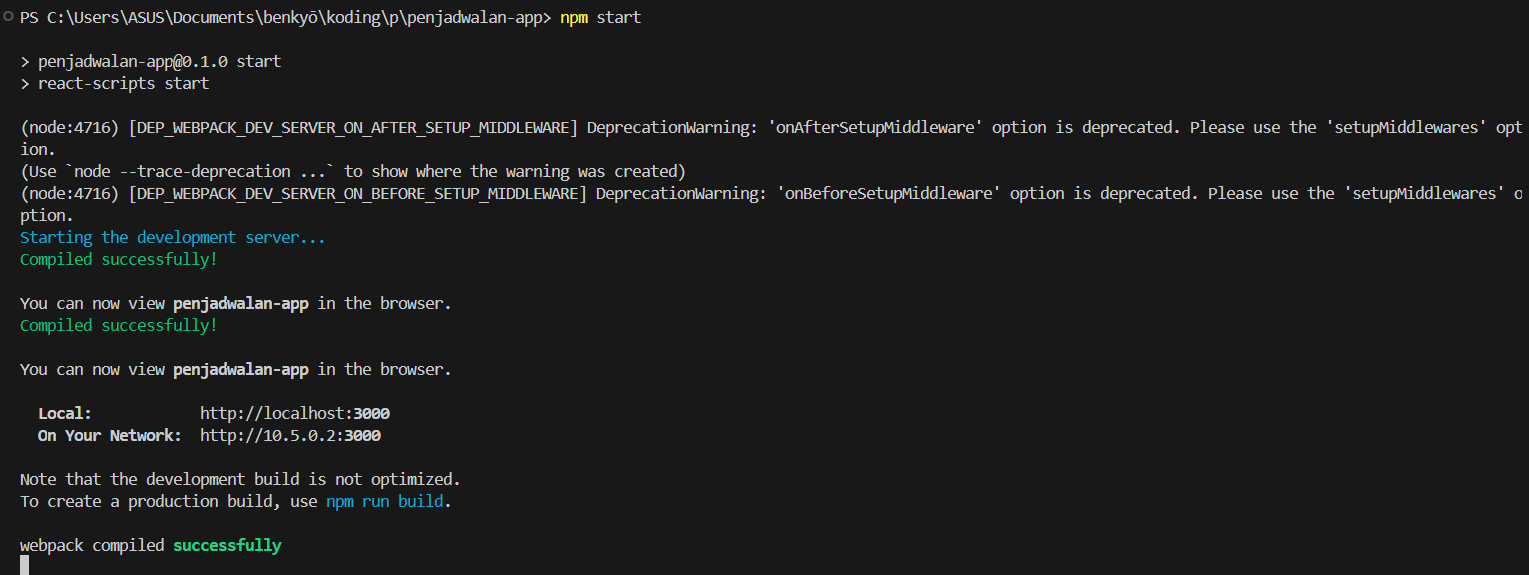 PS C:\Users\ASUS\Documents\benkyō\koding\p\penjadwalan-app> npm start
> penjadwalan-app@0.1.0 start
> react-scripts start
(node:4716) [DEP_WEBPACK_DEV_SERVER_ON_AFTER_SETUP_MIDDLEWARE] DeprecationWarning: 'onAfterSetupMiddleware' option is deprecated. Please use the 'setupMiddlewares' opt
ion.
(Use `node --trace-deprecation ...` to show where the warning was created)
(node:4716) [DEP_WEBPACK_DEV_SERVER_ON_BEFORE_SETUP_MIDDLEWARE] DeprecationWarning: 'onBeforeSetupMiddleware' option is deprecated. Please use the 'setupMiddlewares' o
ption.
Starting the development server...
Compiled successfully!
You can now view penjadwalan-app in the browser.
Compiled successfully!
You can now view penjadwalan-app in the browser.
Local: http://localhost:3000
On Your Network: http://10.5.0.2:3000
Note that the development build is not optimized.
To create a production build, use npm run build.
webpack compiled successfully